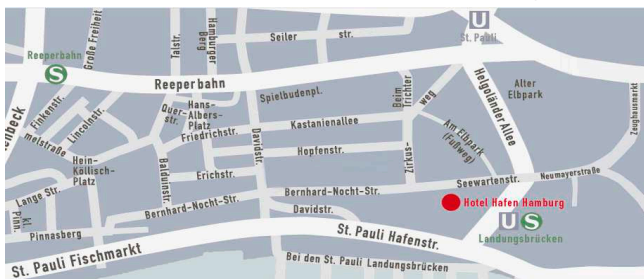 U
St. Pauli
Reeperbahn
S
Große Freiheit
Talstr.
Hamburger
Berg
Seiler str.
Reeperbahn
Spielbudenpl.
Beim
Trichter
Zirkus- weg
Helgoländer Allee
Alter
Elbpark
Zeughausmarkt
Finkenstr.
Lincolnstr.
melstraße
Quer-
str.
Hans-
Albers-
Platz
Friedrichstr.
Davidstr.
Kastanienallee
Am Elbpark
(Fußweg)
Hopfenstr.
Hein-
Köllisch-
Platz
Balduinstr.
Erichstr.
Bernhard-Nocht-Str.
Seewartenstr.
Neumayerstraße
Lange Str.
kl.
Pinn.
Pinnasberg
Bernhard-Nocht-Str.
Davidstr.
Hotel Hafen Hamburg
U S
Landungsbrücken
St. Pauli Fischmarkt
St. Pauli Hafenstr.
Bei den St. Pauli Landungsbrücken